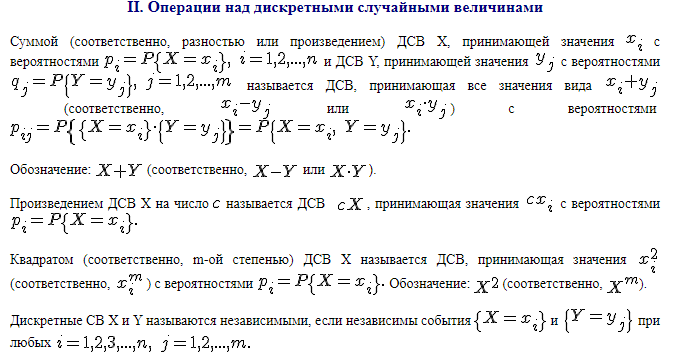 II. Операции над дискретными случайными величинами
Суммой (соответственно, разностью или произведением) ДСВ X, принимающей значения x_i с
вероятностями p_i = P{X = x_i}, i = 1,2,...,n и ДСВ Y, принимающей значения y_j с вероятностями
q_j = P{Y = y_j}, j = 1,2,...,m называется ДСВ, принимающая все значения вида x_i + y_j
(соответственно, x_i − y_j или x_i · y_j) с вероятностями
p_ij = P{{X = x_i}·{Y = y_j}} = P{X = x_i, Y = y_j}.
Обозначение: X + Y (соответственно, X − Y или X · Y).
Произведением ДСВ X на число c называется ДСВ cX, принимающая значения cx_i с вероятностями
p_i = P{X = x_i}.
Квадратом (соответственно, m-ой степенью) ДСВ X называется ДСВ, принимающая значения x_i^2
(соответственно, x_i^m) с вероятностями p_i = P{X = x_i}. Обозначение: X^2 (соответственно, X^m).
Дискретные СВ X и Y называются независимыми, если независимы события {X = x_i} и {Y = y_j} при
любых i = 1,2,3,...,n, j = 1,2,...,m.